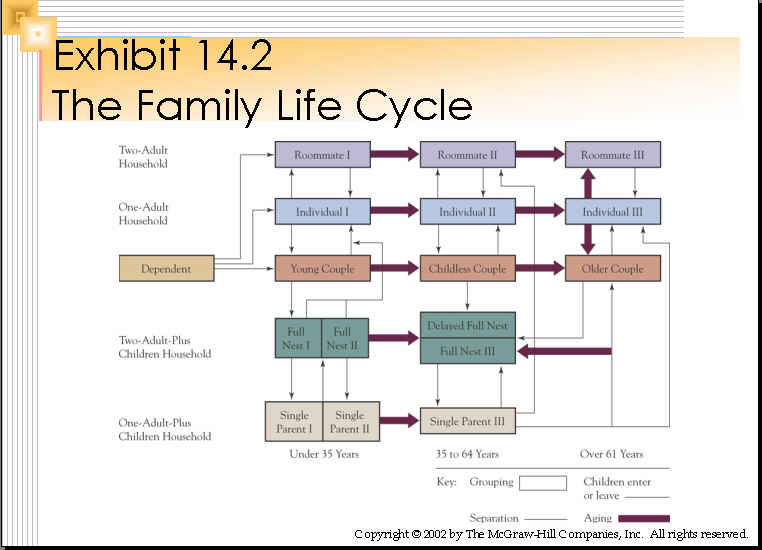 Exhibit 14.2
The Family Life Cycle
Two-Adult
Household
Roommate I
Roommate II
Roommate III
One-Adult
Household
Individual I
Individual II
Individual III
Dependent
Young Couple
Childless Couple
Older Couple
Two-Adult-Plus
Children Household
Full
Nest I
Full
Nest II
Delayed Full Nest
Full Nest III
One-Adult-Plus
Children Household
Single
Parent I
Single
Parent II
Single Parent III
Under 35 Years
35 to 64 Years
Over 61 Years
Key:
Grouping
Children enter
or leave
Separation
Aging
Copyright © 2002 by The McGraw-Hill Companies, Inc. All rights reserved.